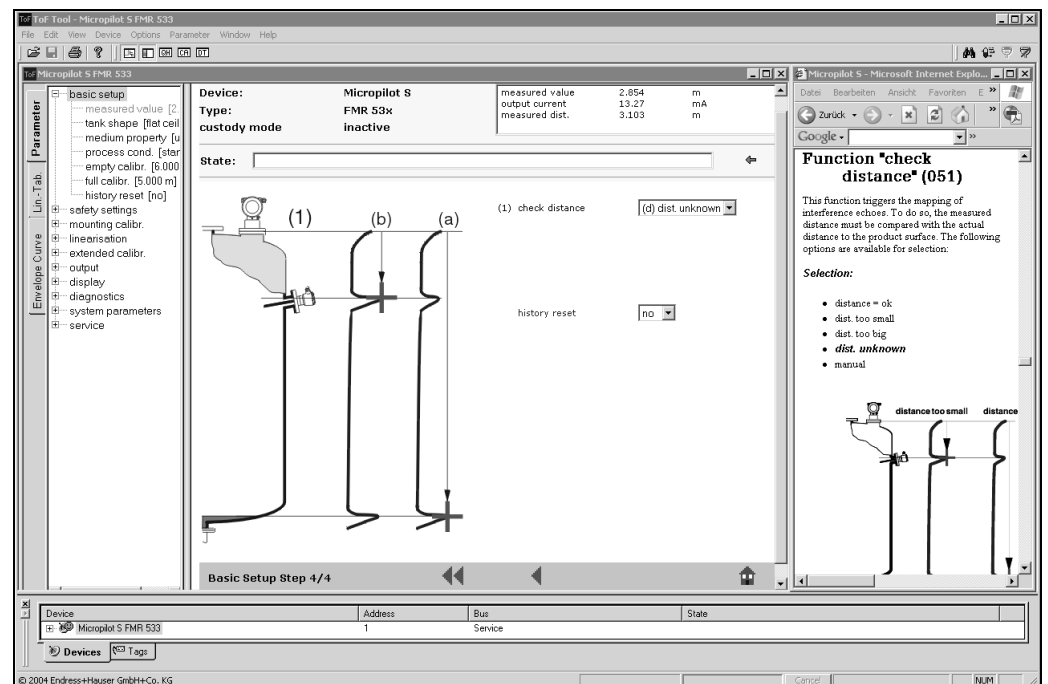 ToF Tool - Micropilot S FMR 533
File Edit View Device Options Parameter Window Help
Micropilot S FMR 533
Parameter
Lin.-Tab.
Envelope Curve
basic setup
measured value [2.
tank shape [flat ceil
medium property [u
process cond. [stan
empty calibr. [6.000
full calibr. [5.000 m]
history reset [no]
safety settings
mounting calibr.
linearisation
extended calibr.
output
display
diagnostics
system parameters
service
Device: Micropilot S
Type: FMR 53x
custody mode inactive
measured value 2.854 m
output current 13.27 mA
measured dist. 3.103 m
State:
(1) (b) (a)
(1) check distance (d) dist. unknown
history reset no
Basic Setup Step 4/4
Micropilot S - Microsoft Internet Explo...
Datei Bearbeiten Ansicht Favoriten E »
Zurück »
Google - »
Function "check
distance" (051)
This function triggers the mapping of
interference echoes. To do so, the measured
distance must be compared with the actual
distance to the product surface. The following
options are available for selection:
Selection:
• distance = ok
• dist. too small
• dist. too big
• dist. unknown
• manual
distance too small distance
Device Address Bus State
Micropilot S FMR 533 1 Service
Devices Tags
© 2004 Endress+Hauser GmbH+Co. KG Cancel NUM